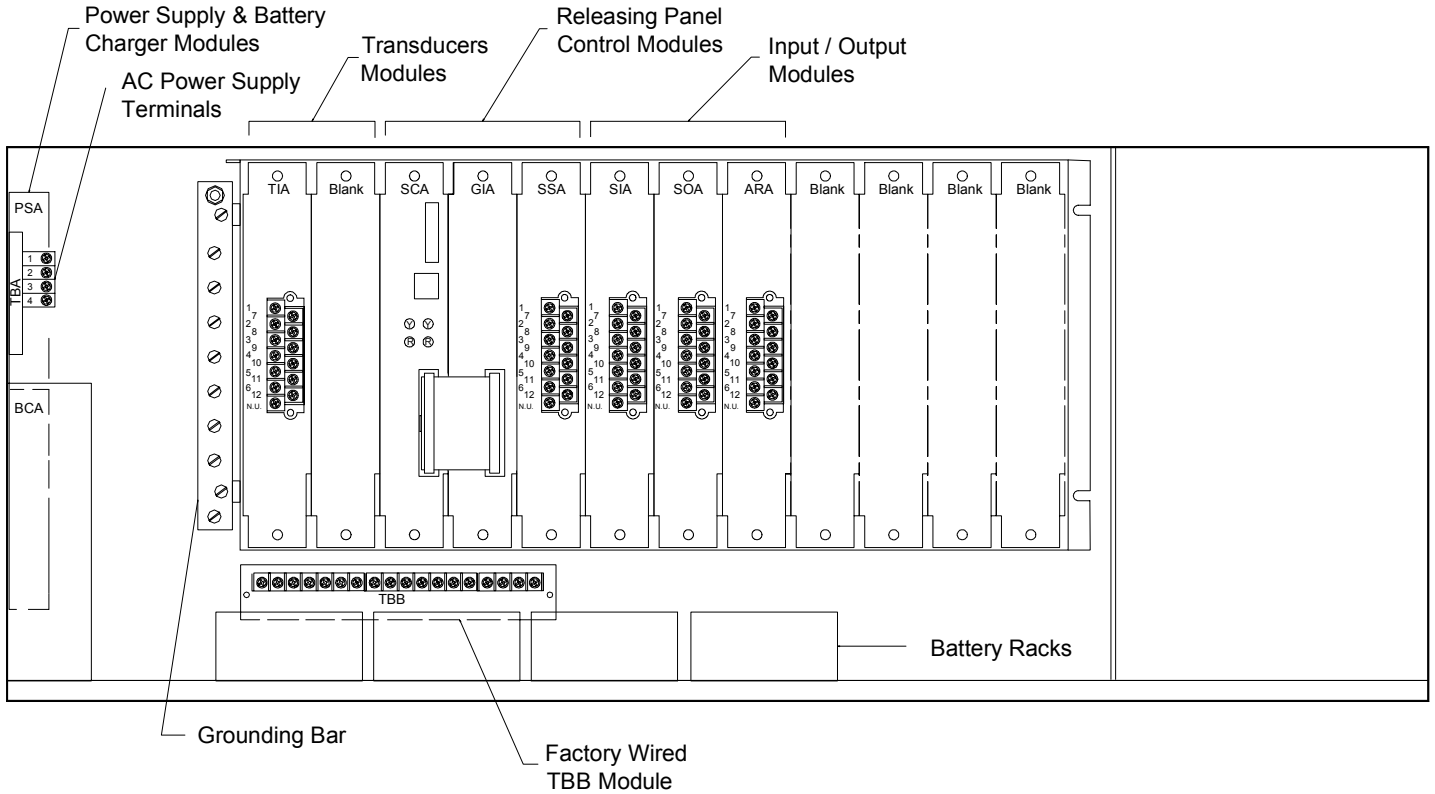 Power Supply & Battery
Charger Modules
AC Power Supply
Terminals
Transducers
Modules
Releasing Panel
Control Modules
Input / Output
Modules
PSA
TBA
1
2
3
4
BCA
TIA
Blank
SCA
GIA
SSA
SIA
SOA
ARA
Blank
Blank
Blank
Blank
1
7
2
8
3
9
4
10
5
11
6
12
N.U.
Y Y
R R
1
7
2
8
3
9
4
10
5
11
6
12
N.U.
1
7
2
8
3
9
4
10
5
11
6
12
N.U.
1
7
2
8
3
9
4
10
5
11
6
12
N.U.
1
7
2
8
3
9
4
10
5
11
6
12
N.U.
TBB
Battery Racks
Grounding Bar
Factory Wired
TBB Module